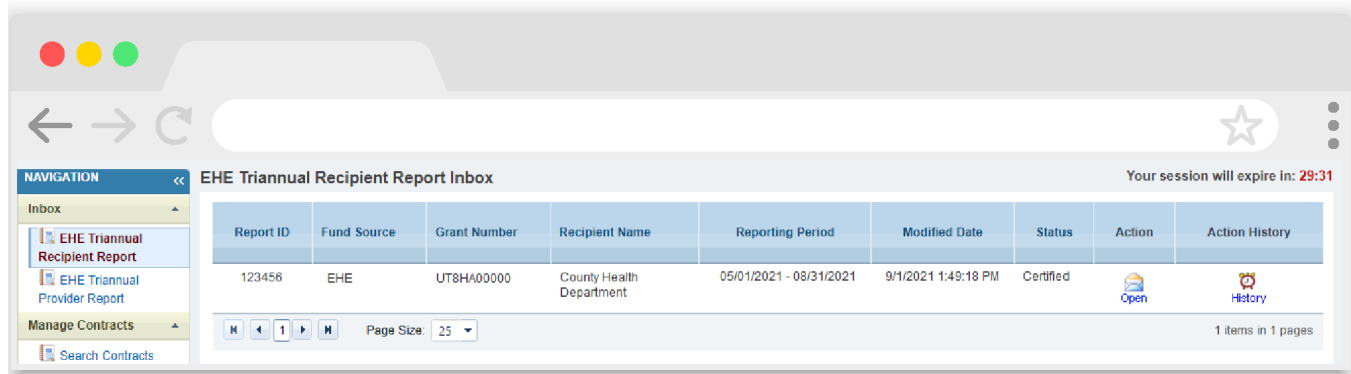 NAVIGATION «
EHE Triannual Recipient Report Inbox
Your session will expire in: 29:31
Inbox
EHE Triannual
Recipient Report
EHE Triannual
Provider Report
Manage Contracts
Search Contracts
Report ID Fund Source Grant Number Recipient Name Reporting Period Modified Date Status Action Action History
123456 EHE UT8HA00000 County Health 05/01/2021 - 08/31/2021 9/1/2021 1:49:18 PM Certified
Department
Open History
1 Page Size: 25 1 items in 1 pages